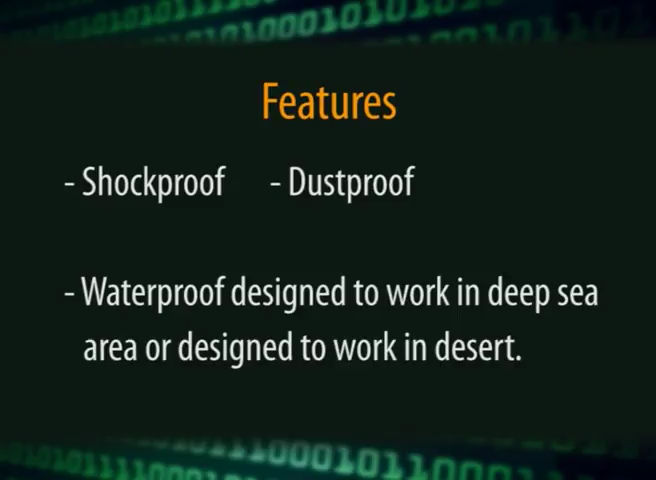 Features
- Shockproof - Dustproof
- Waterproof designed to work in deep sea
area or designed to work in desert.